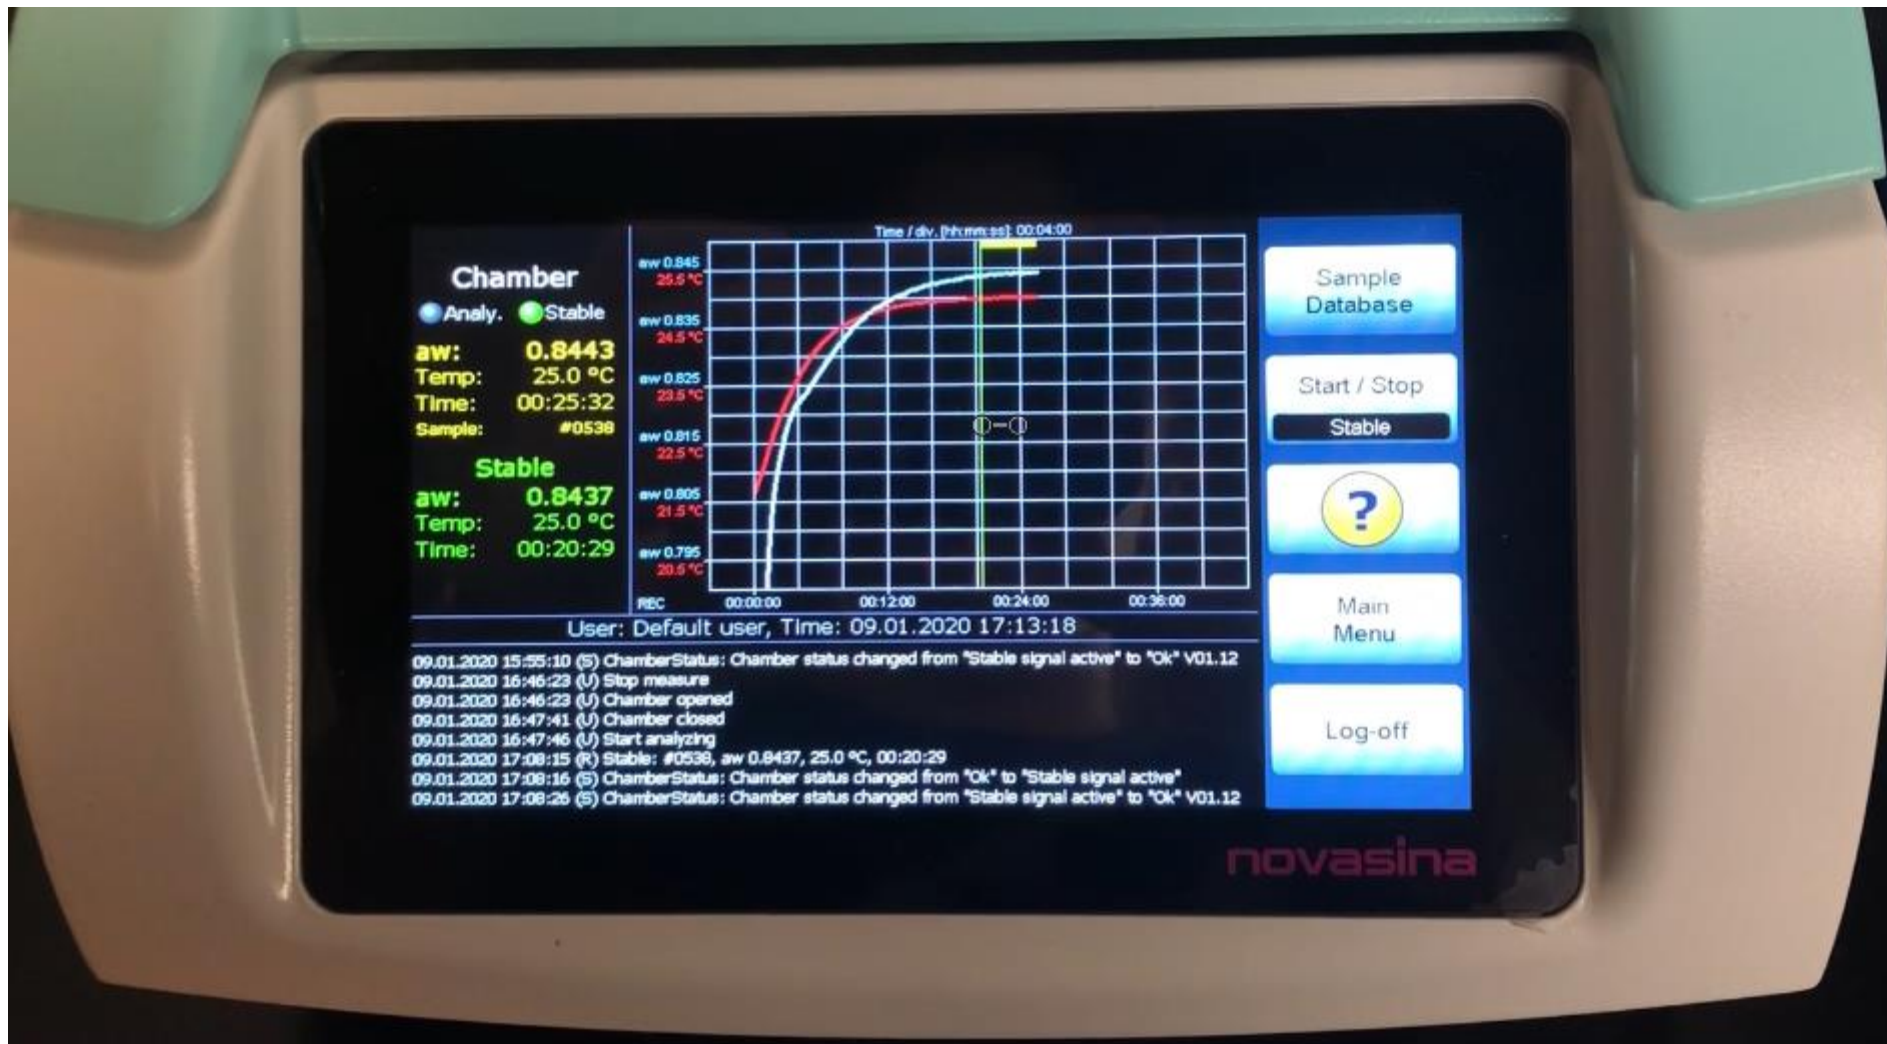 Chamber
Analy. Stable
aw: 0.8443
Temp: 25.0 °C
Time: 00:25:32
Sample: #0538
Stable
aw: 0.8437
Temp: 25.0 °C
Time: 00:20:29
Time / div. [hh:mm:ss]: 00:04:00
aw 0.845
25.5 °C
aw 0.835
24.5 °C
aw 0.825
23.5 °C
aw 0.815
22.5 °C
aw 0.805
21.5 °C
aw 0.795
20.5 °C
REC 00:00:00 00:12:00 00:24:00 00:36:00
User: Default user, Time: 09.01.2020 17:13:18
09.01.2020 15:55:10 (S) ChamberStatus: Chamber status changed from "Stable signal active" to "Ok" V01.12
09.01.2020 16:46:23 (U) Stop measure
09.01.2020 16:46:23 (U) Chamber opened
09.01.2020 16:47:41 (U) Chamber closed
09.01.2020 16:47:46 (U) Start analyzing
09.01.2020 17:08:15 (R) Stable: #0538, aw 0.8437, 25.0 °C, 00:20:29
09.01.2020 17:08:16 (S) ChamberStatus: Chamber status changed from "Ok" to "Stable signal active"
09.01.2020 17:08:26 (S) ChamberStatus: Chamber status changed from "Stable signal active" to "Ok" V01.12
Sample
Database
Start / Stop
Stable
?
Main
Menu
Log-off
novasina